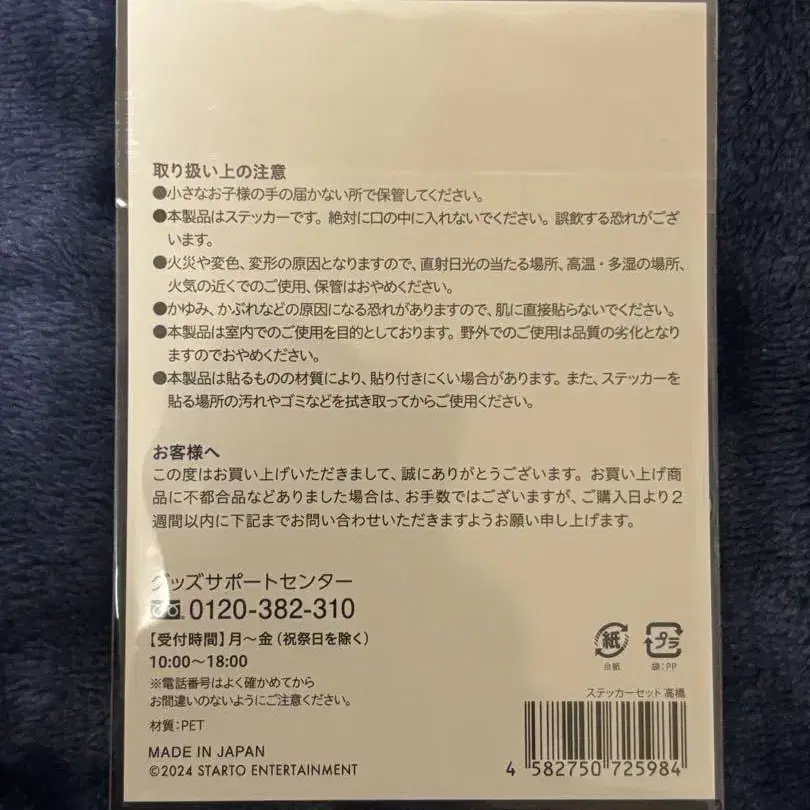 取り扱い上の注意
●小さなお子様の手の届かない所で保管してください。
●本製品はステッカーです。絶対に口の中に入れないでください。誤飲する恐れがござ
います。
●火災や変色、変形の原因となりますので、直射日光の当たる場所、高温・多湿の場所、
火気の近くでのご使用、保管はおやめください。
●かゆみ、かぶれなどの原因になる恐れがありますので、肌に直接貼らないでください。
●本製品は室内でのご使用を目的としております。野外でのご使用は品質の劣化となり
ますのでおやめください。
●本製品は貼るものの材質により、貼り付きにくい場合があります。また、ステッカーを
貼る場所の汚れやゴミなどを拭き取ってからご使用ください。
お客様へ
この度はお買い上げいただきまして、誠にありがとうございます。お買い上げ商
品に不都合品などありました場合は、お手数ではございますが、ご購入日より2
週間以内に下記までお問い合わせいただきますようお願い申し上げます。
グッズサポートセンター
0120-382-310
【受付時間】月〜金（祝祭日を除く）
10:00〜18:00
※電話番号はよく確かめてから
お間違いのないようにご注意ください。
材質：PET
MADE IN JAPAN
©2024 STARTO ENTERTAINMENT
紙 プラ
台紙 袋：PP
ステッカーセット 髙橋
4 582750 725984